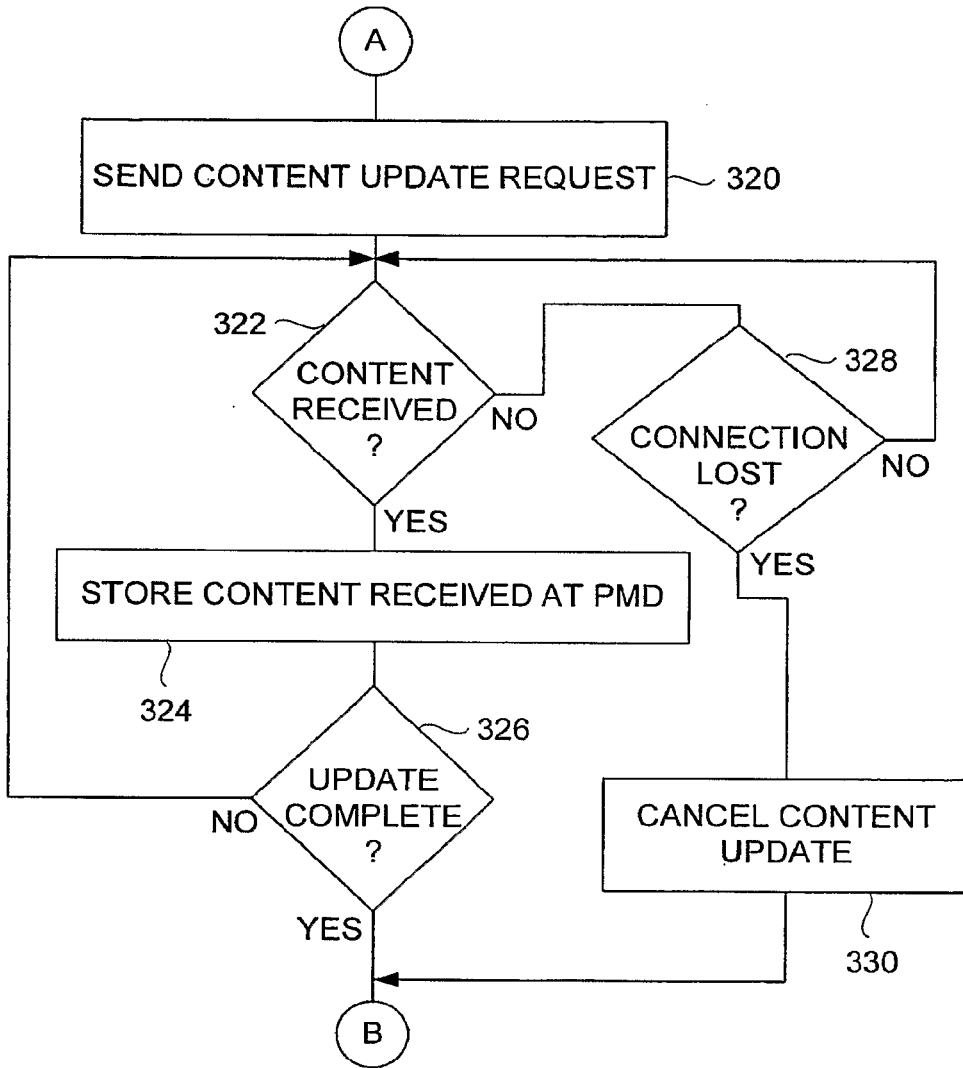 A
SEND CONTENT UPDATE REQUEST
320
322
CONTENT
RECEIVED
?
NO
328
CONNECTION
LOST
?
NO
YES
YES
STORE CONTENT RECEIVED AT PMD
324
326
UPDATE
COMPLETE
?
NO
CANCEL CONTENT
UPDATE
YES
330
B